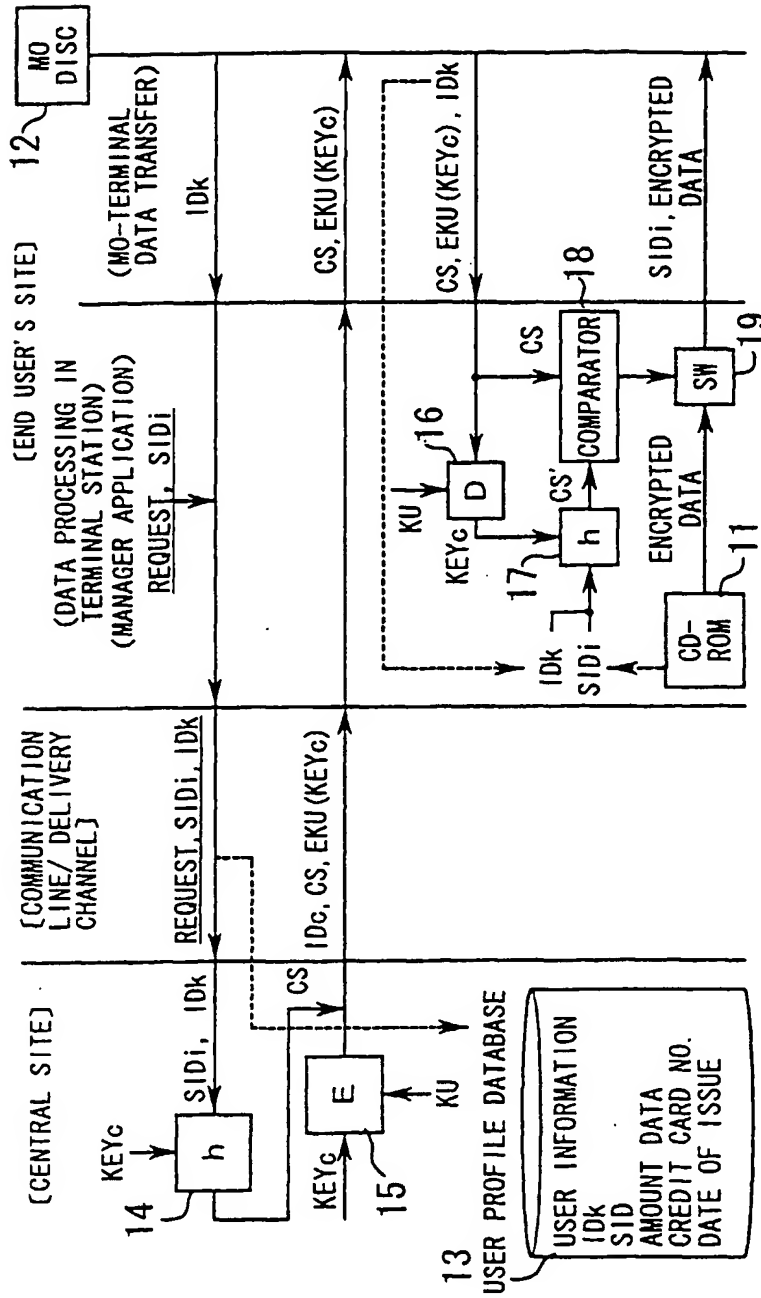 [CENTRAL SITE]
[COMMUNICATION
LINE/ DELIVERY
CHANNEL]
[END USER'S SITE]
(DATA PROCESSING IN
TERMINAL STATION)
(MANAGER APPLICATION)
REQUEST, SIDi
(MO-TERMINAL
DATA TRANSFER)
12
MO
DISC
IDk
REQUEST, SIDi, IDk
SIDi, IDk
KEYc
h
14
CS
KEYc
E
15
KU
IDc, CS, EKU(KEYc)
CS, EKU(KEYc)
CS, EKU(KEYc), IDk
KU
D
16
KEYc
CS
h
17
CS'
COMPARATOR
18
IDk
SIDi
CD-
ROM
11
ENCRYPTED
DATA
SW
19
SIDi, ENCRYPTED
DATA
13
USER PROFILE DATABASE
USER INFORMATION
IDk
SID
AMOUNT DATA
CREDIT CARD NO.
DATE OF ISSUE